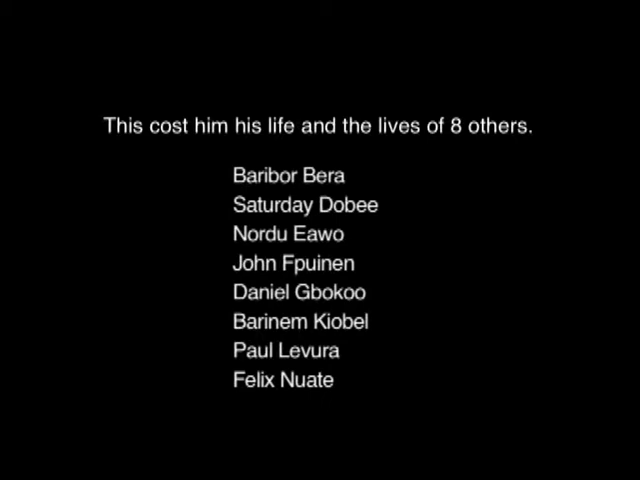 This cost him his life and the lives of 8 others.
Baribor Bera
Saturday Dobee
Nordu Eawo
John Fpuinen
Daniel Gbokoo
Barinem Kiobel
Paul Levura
Felix Nuate